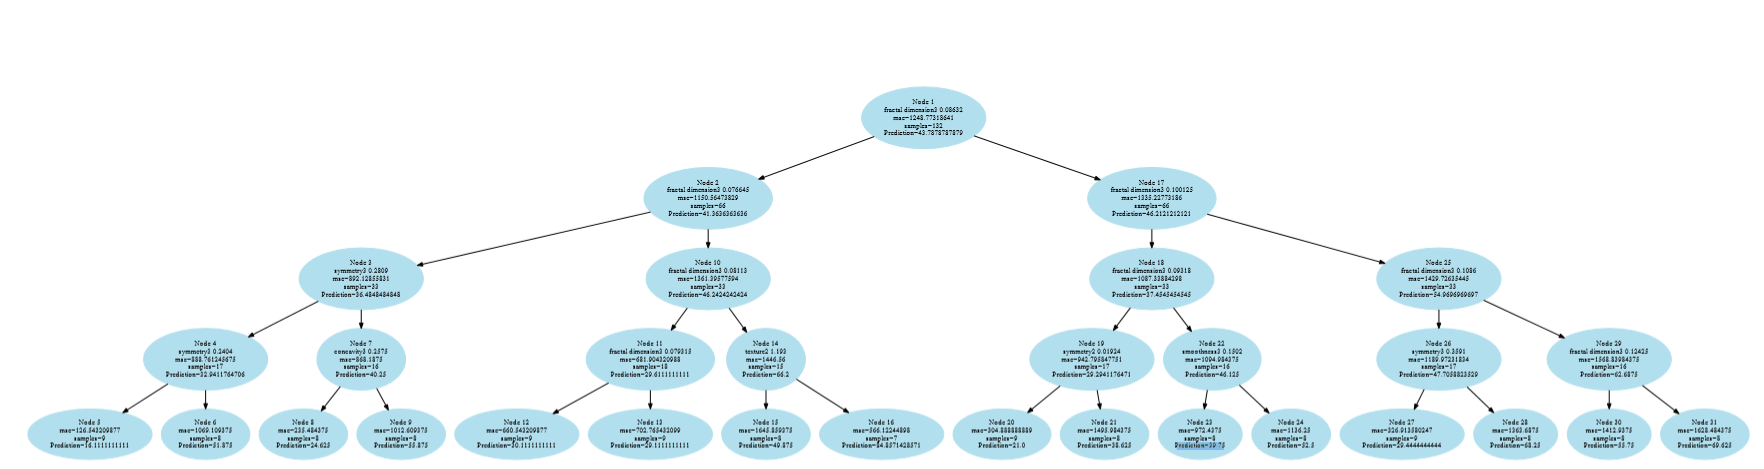 Node 1
fractal dimension3 0.08632
mse=1248.77318641
samples=132
Prediction=43.7878787879
Node 2
fractal dimension3 0.076645
mse=1150.56473829
samples=66
Prediction=41.3636363636
Node 17
fractal dimension3 0.100125
mse=1335.22773186
samples=66
Prediction=46.2121212121
Node 3
symmetry3 0.2809
mse=892.12855831
samples=33
Prediction=36.4848484848
Node 10
fractal dimension3 0.08113
mse=1361.39577594
samples=33
Prediction=46.2424242424
Node 18
fractal dimension3 0.09318
mse=1087.33884298
samples=33
Prediction=37.4545454545
Node 25
fractal dimension3 0.1086
mse=1429.72635445
samples=33
Prediction=54.9696969697
Node 4
symmetry3 0.2404
mse=888.761245675
samples=17
Prediction=32.9411764706
Node 7
concavity3 0.2575
mse=868.1875
samples=16
Prediction=40.25
Node 11
fractal dimension3 0.079315
mse=681.904320988
samples=18
Prediction=29.6111111111
Node 14
texture2 1.193
mse=1446.56
samples=15
Prediction=66.2
Node 19
symmetry2 0.01924
mse=942.795847751
samples=17
Prediction=29.2941176471
Node 22
smoothness3 0.1502
mse=1094.984375
samples=16
Prediction=46.125
Node 26
symmetry3 0.3591
mse=1189.97231834
samples=17
Prediction=47.7058823529
Node 29
fractal dimension3 0.12425
mse=1568.83984375
samples=16
Prediction=62.6875
Node 5
mse=126.543209877
samples=9
Prediction=16.1111111111
Node 6
mse=1069.109375
samples=8
Prediction=51.875
Node 8
mse=235.484375
samples=8
Prediction=24.625
Node 9
mse=1012.609375
samples=8
Prediction=55.875
Node 12
mse=660.543209877
samples=9
Prediction=30.1111111111
Node 13
mse=702.765432099
samples=9
Prediction=29.1111111111
Node 15
mse=1645.859375
samples=8
Prediction=49.875
Node 16
mse=566.12244898
samples=7
Prediction=84.8571428571
Node 20
mse=304.888888889
samples=9
Prediction=21.0
Node 21
mse=1495.984375
samples=8
Prediction=38.625
Node 23
mse=972.4375
samples=8
Prediction=39.75
Node 24
mse=1136.25
samples=8
Prediction=52.5
Node 27
mse=326.913580247
samples=9
Prediction=29.4444444444
Node 28
mse=1363.6875
samples=8
Prediction=68.25
Node 30
mse=1412.9375
samples=8
Prediction=55.75
Node 31
mse=1628.484375
samples=8
Prediction=69.625